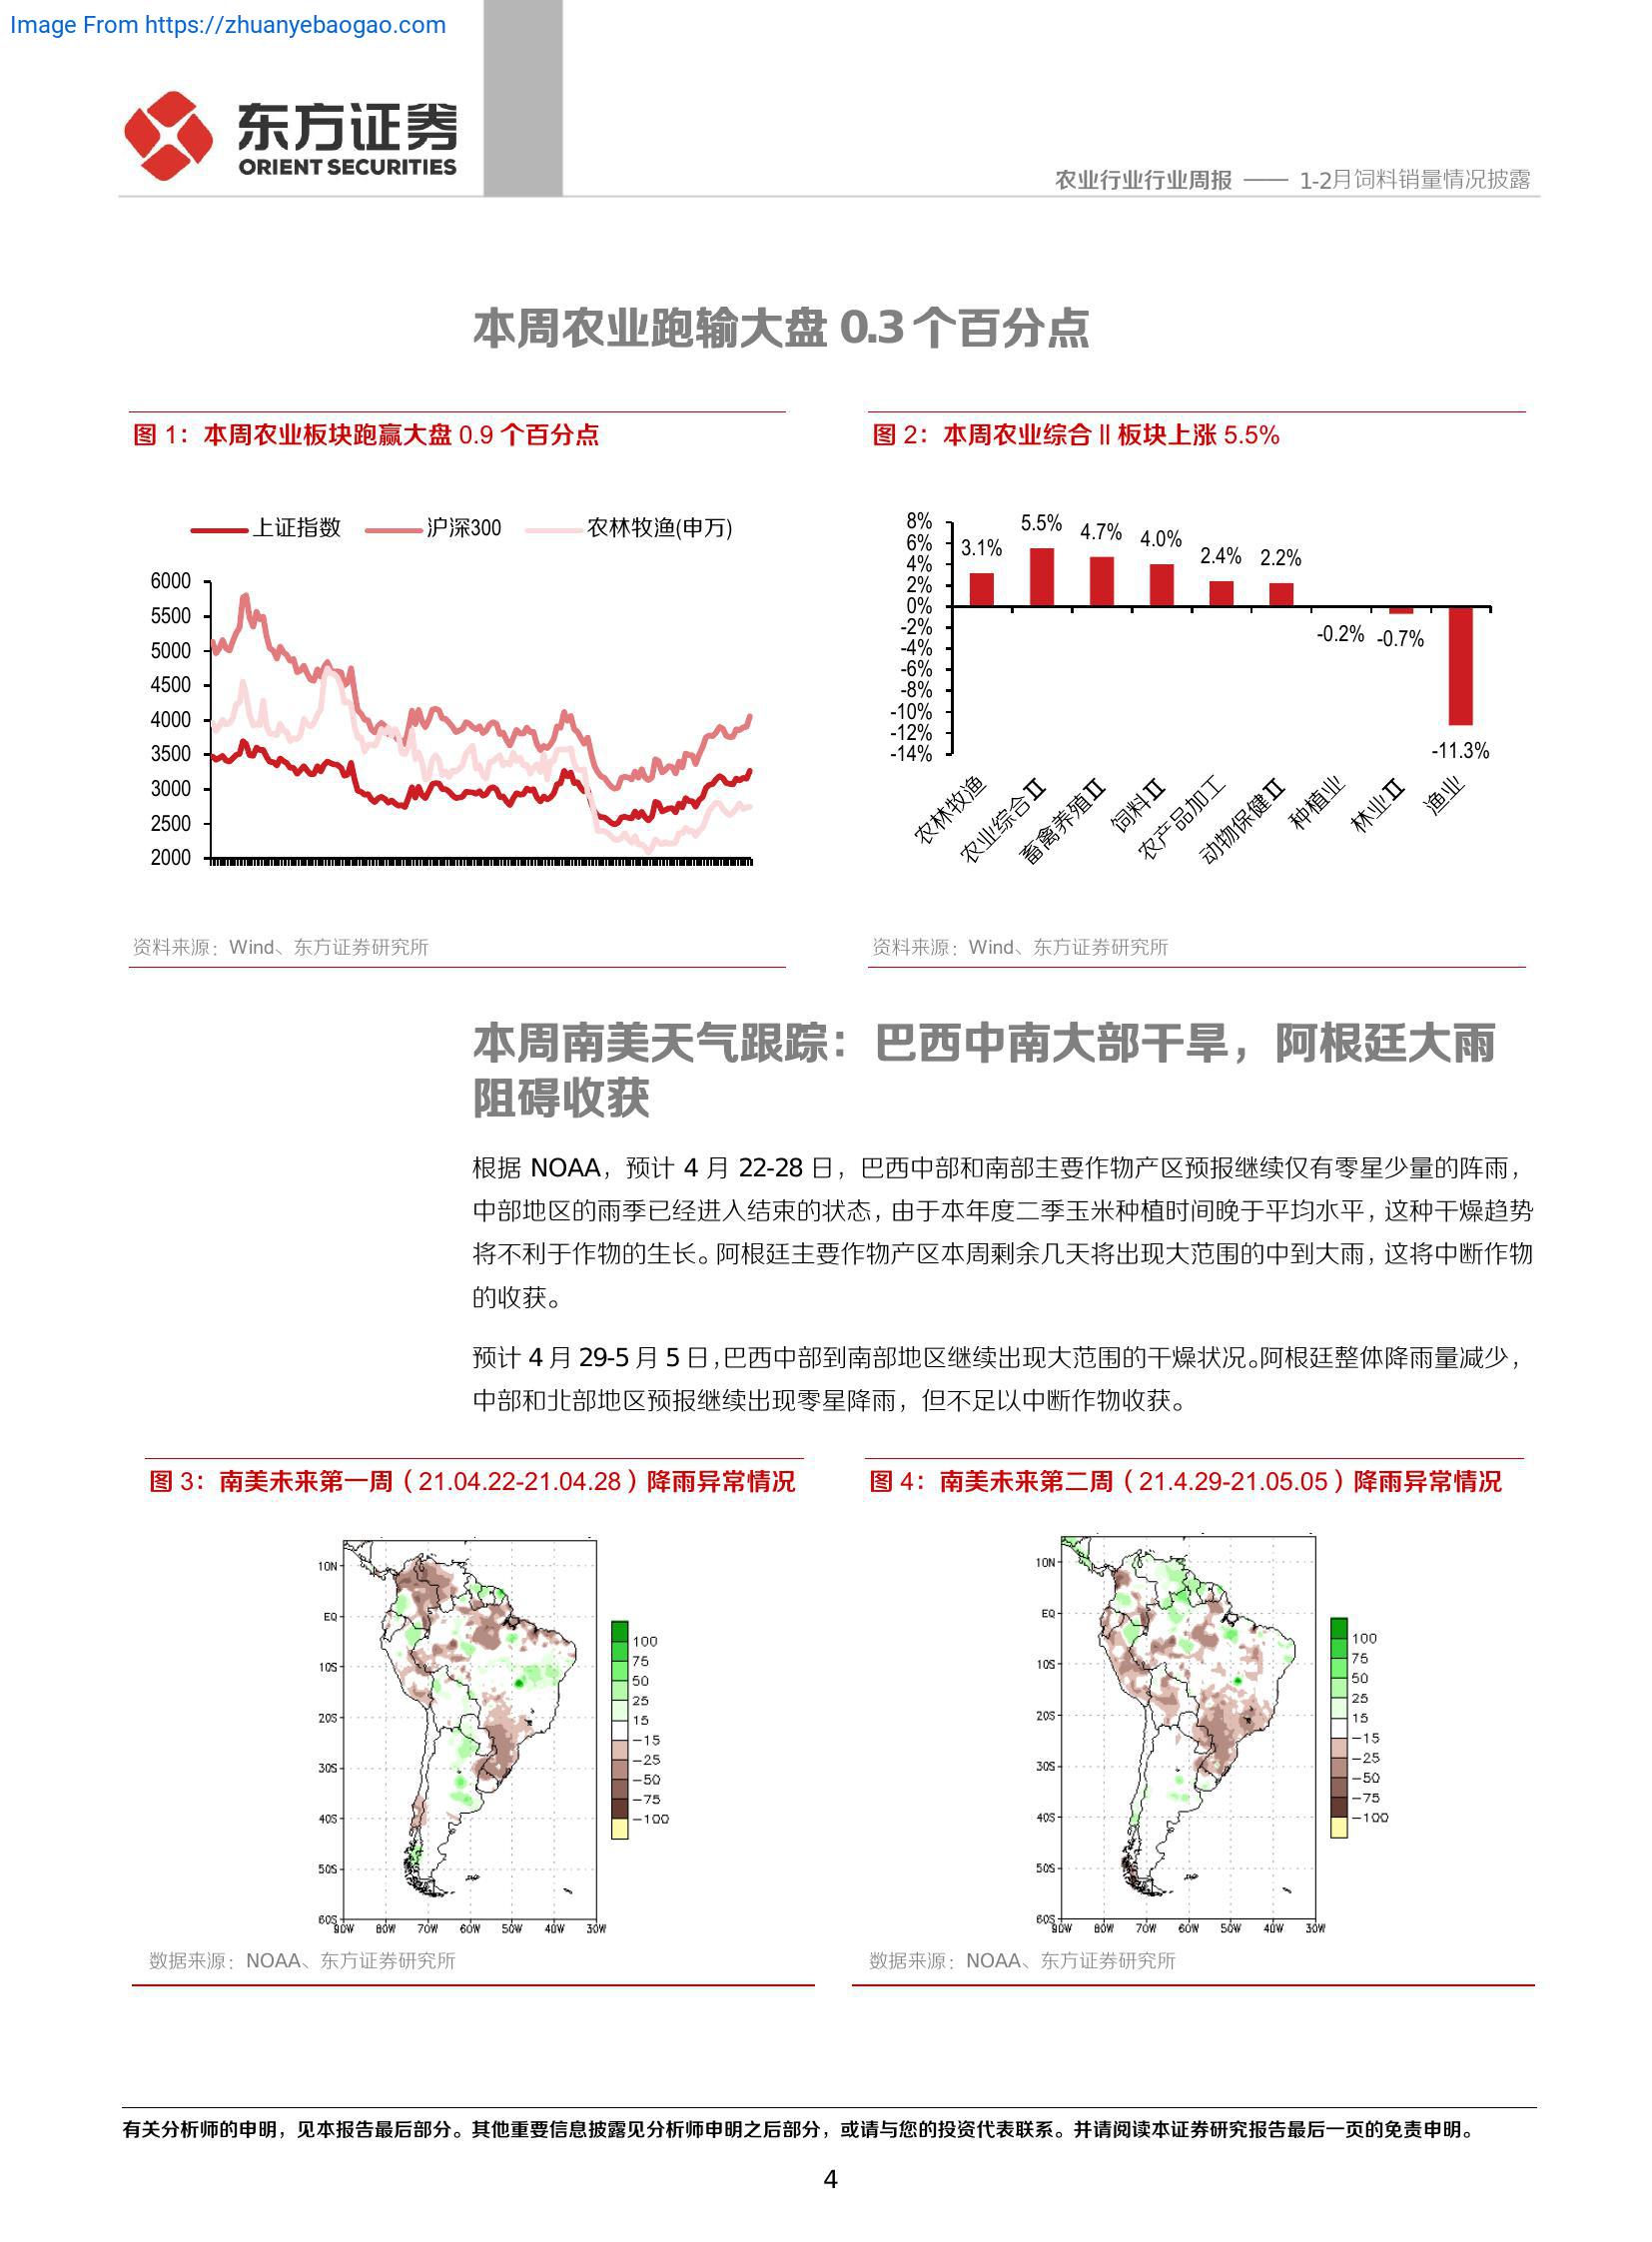 Image From https://zhuanyebaogao.com
东方证券
ORIENT SECURITIES
农业行业行业周报 —— 1-2月饲料销量情况披露
本周农业跑输大盘 0.3 个百分点
图 1：本周农业板块跑赢大盘 0.9 个百分点
上证指数 沪深300 农林牧渔(申万)
6000
5500
5000
4500
4000
3500
3000
2500
2000
资料来源：Wind、东方证券研究所
图 2：本周农业综合Ⅱ板块上涨 5.5%
8%
6%
4%
2%
0%
-2%
-4%
-6%
-8%
-10%
-12%
-14%
3.1%
5.5%
4.7%
4.0%
2.4%
2.2%
-0.2%
-0.7%
-11.3%
农林牧渔
农业综合Ⅱ
畜禽养殖Ⅱ
饲料Ⅱ
农产品加工
动物保健Ⅱ
种植业
林业Ⅱ
渔业
资料来源：Wind、东方证券研究所
本周南美天气跟踪：巴西中南大部干旱，阿根廷大雨
阻碍收获
根据 NOAA，预计 4 月 22-28 日，巴西中部和南部主要作物产区预报继续仅有零星少量的阵雨，
中部地区的雨季已经进入结束的状态，由于本年度二季玉米种植时间晚于平均水平，这种干燥趋势
将不利于作物的生长。阿根廷主要作物产区本周剩余几天将出现大范围的中到大雨，这将中断作物
的收获。
预计 4 月 29-5 月 5 日，巴西中部到南部地区继续出现大范围的干燥状况。阿根廷整体降雨量减少，
中部和北部地区预报继续出现零星降雨，但不足以中断作物收获。
图 3：南美未来第一周（21.04.22-21.04.28）降雨异常情况
10N
EQ
10S
20S
30S
40S
50S
60S
90W 80W 70W 60W 50W 40W 30W
100
75
50
25
15
-15
-25
-50
-75
-100
数据来源：NOAA、东方证券研究所
图 4：南美未来第二周（21.4.29-21.05.05）降雨异常情况
10N
EQ
10S
20S
30S
40S
50S
60S
90W 80W 70W 60W 50W 40W 30W
100
75
50
25
15
-15
-25
-50
-75
-100
数据来源：NOAA、东方证券研究所
有关分析师的申明，见本报告最后部分。其他重要信息披露见分析师申明之后部分，或请与您的投资代表联系。并请阅读本证券研究报告最后一页的免责申明。
4